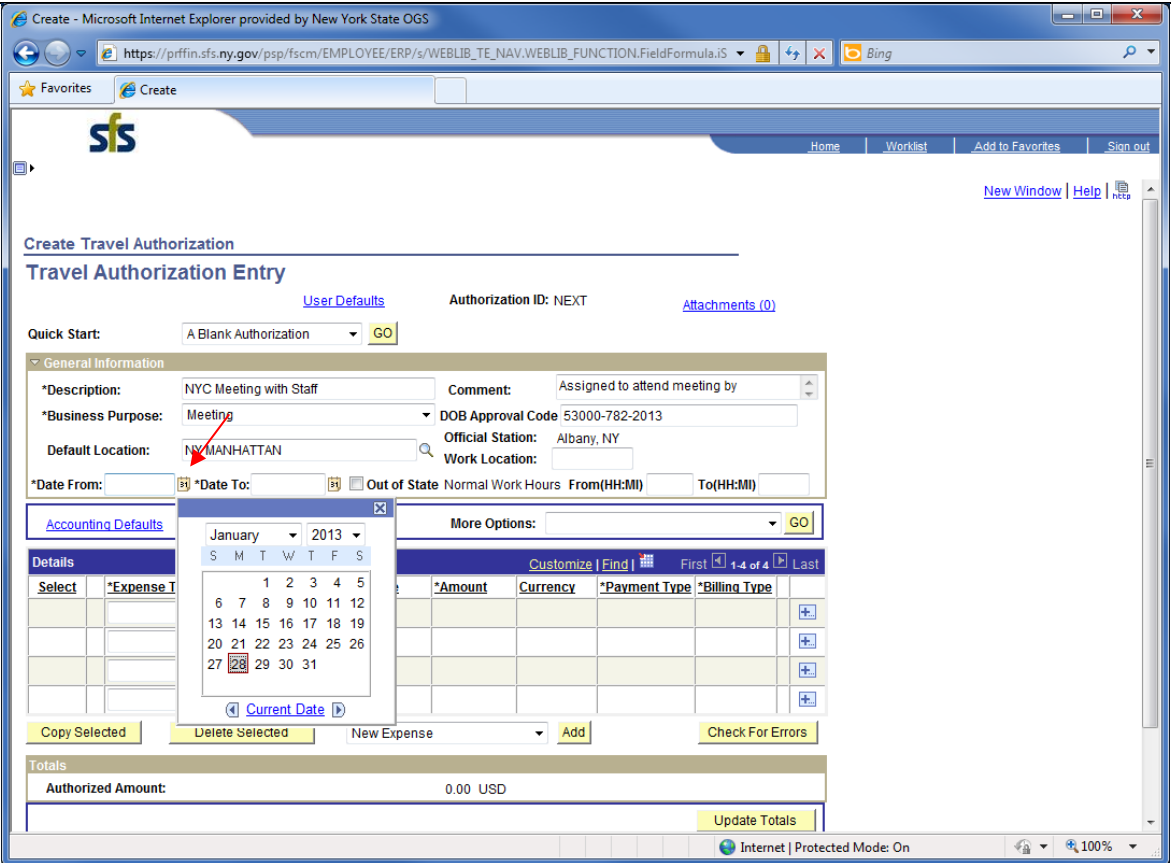 Create - Microsoft Internet Explorer provided by New York State OGS
https://prffin.sfs.ny.gov/psp/fscm/EMPLOYEE/ERP/s/WEBLIB_TE_NAV.WEBLIB_FUNCTION.FieldFormula.iS Bing
Favorites Create
sfs
Home Worklist Add to Favorites Sign out
New Window | Help | http
Create Travel Authorization
Travel Authorization Entry
User Defaults Authorization ID: NEXT Attachments (0)
Quick Start: A Blank Authorization GO
General Information
*Description: NYC Meeting with Staff Comment: Assigned to attend meeting by
*Business Purpose: Meeting DOB Approval Code 53000-782-2013
Official Station: Albany, NY
Default Location: NY MANHATTAN Work Location:
*Date From: 31 *Date To: 31 Out of State Normal Work Hours From(HH:MI) To(HH:MI)
Accounting Defaults More Options: GO
January 2013
S M T W T F S
1 2 3 4 5
6 7 8 9 10 11 12
13 14 15 16 17 18 19
20 21 22 23 24 25 26
27 28 29 30 31
Current Date
Details Customize | Find | First 1-4 of 4 Last
Select *Expense T *Amount Currency *Payment Type *Billing Type
Copy Selected Delete Selected New Expense Add Check For Errors
Totals
Authorized Amount: 0.00 USD
Update Totals
Internet | Protected Mode: On 100%